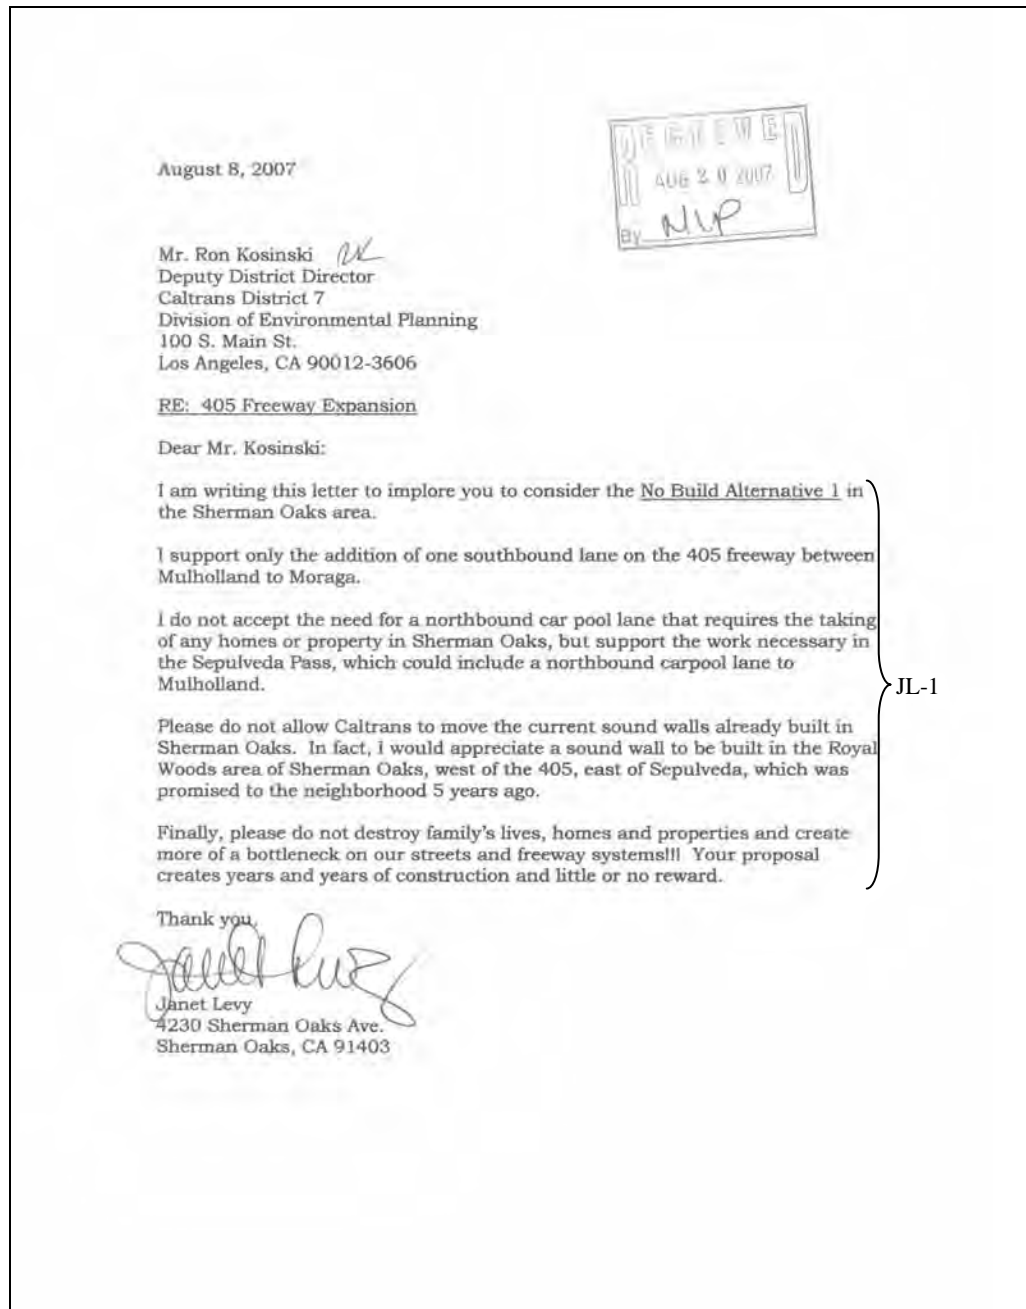 August 8, 2007
RECEIVED
AUG 20 2007
By NLP
Mr. Ron Kosinski RK
Deputy District Director
Caltrans District 7
Division of Environmental Planning
100 S. Main St.
Los Angeles, CA 90012-3606
RE: 405 Freeway Expansion
Dear Mr. Kosinski:
I am writing this letter to implore you to consider the No Build Alternative 1 in
the Sherman Oaks area.
I support only the addition of one southbound lane on the 405 freeway between
Mulholland to Moraga.
I do not accept the need for a northbound car pool lane that requires the taking
of any homes or property in Sherman Oaks, but support the work necessary in
the Sepulveda Pass, which could include a northbound carpool lane to
Mulholland.
JL-1
Please do not allow Caltrans to move the current sound walls already built in
Sherman Oaks. In fact, I would appreciate a sound wall to be built in the Royal
Woods area of Sherman Oaks, west of the 405, east of Sepulveda, which was
promised to the neighborhood 5 years ago.
Finally, please do not destroy family's lives, homes and properties and create
more of a bottleneck on our streets and freeway systems!!! Your proposal
creates years and years of construction and little or no reward.
Thank you,
Janet Levy
4230 Sherman Oaks Ave.
Sherman Oaks, CA 91403